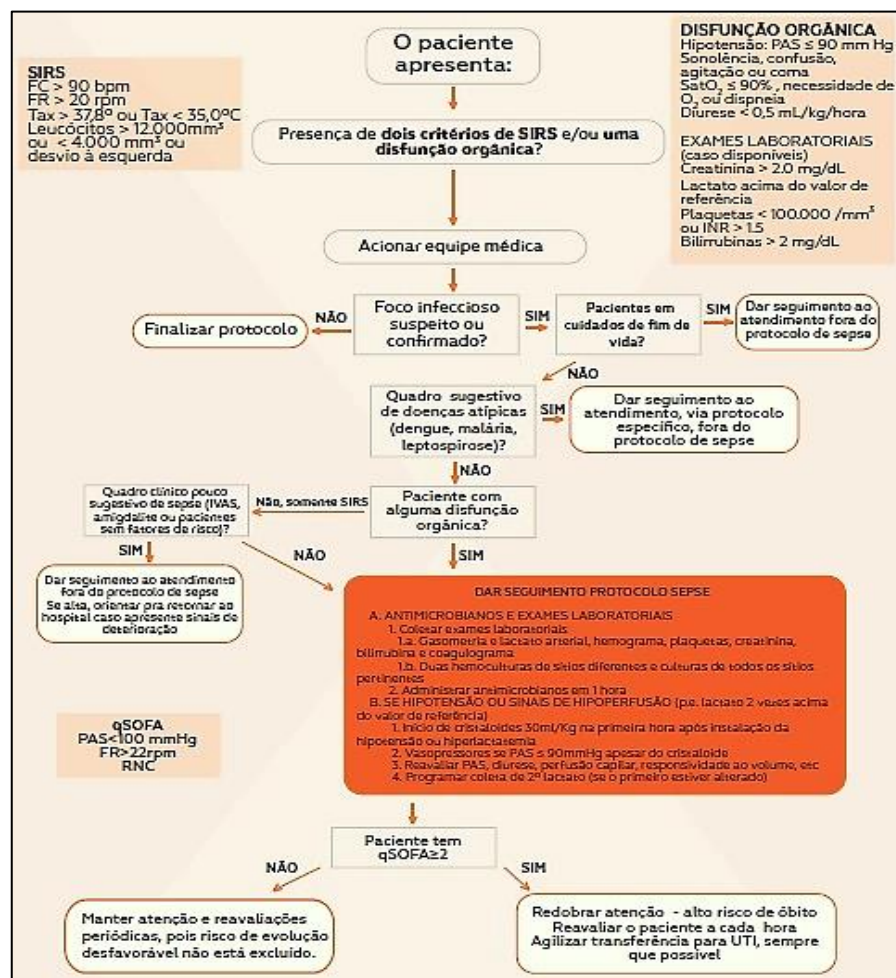 O paciente
apresenta:
SIRS
FC > 90 bpm
FR > 20 rpm
Tax > 37,8º ou Tax < 35,0ºC
Leucócitos > 12.000mm³
ou < 4.000 mm³ ou
desvio à esquerda
DISFUNÇÃO ORGÂNICA
Hipotensão: PAS ≤ 90 mm Hg
Sonolência, confusão,
agitação ou coma
SatO₂ ≤ 90% , necessidade de
O₂ ou dispneia
Diurese < 0,5 mL/kg/hora
EXAMES LABORATORIAIS
(caso disponíveis)
Creatinina > 2.0 mg/dL
Lactato acima do valor de
referência
Plaquetas < 100.000 /mm³
ou INR > 1.5
Bilirrubinas > 2 mg/dL
Presença de dois critérios de SIRS e/ou uma
disfunção orgânica?
Acionar equipe médica
Foco infeccioso
suspeito ou
confirmado?
NÃO
Finalizar protocolo
SIM
Pacientes em
cuidados de fim de
vida?
SIM
Dar seguimento ao
atendimento fora do
protocolo de sepse
NÃO
Quadro sugestivo
de doenças atípicas
(dengue, malária,
leptospirose)?
SIM
Dar seguimento ao
atendimento, via protocolo
específico, fora do
protocolo de sepse
NÃO
Paciente com
alguma disfunção
orgânica?
Não, somente SIRS
Quadro clínico pouco
sugestivo de sepse (IVAS,
amigdalite ou pacientes
sem fatores de risco)?
SIM
NÃO
SIM
Dar seguimento ao atendimento
fora do protocolo de sepse
Se alta, orientar pra retornar ao
hospital caso apresente sinais de
deterioração
DAR SEGUIMENTO PROTOCOLO SEPSE
A. ANTIMICROBIANOS E EXAMES LABORATORIAIS
1. Coletar exames laboratoriais
1.a. Gasometria e lactato arterial, hemograma, plaquetas, creatinina,
bilirrubina e coagulograma
1.b. Duas hemoculturas de sítios diferentes e culturas de todos os sítios
pertinentes
2. Administrar antimicrobianos em 1 hora
B. SE HIPOTENSÃO OU SINAIS DE HIPOPERFUSÃO (p.e. lactato 2 vezes acima
do valor de referência)
1. Início de cristaloides 30ml/Kg na primeira hora após instalação da
hipotensão ou hiperlactatemia
2. Vasopressores se PAS ≤ 90mmHg apesar do cristaloide
3. Reavaliar PAS, diurese, perfusão capilar, responsividade ao volume, etc
4. Programar coleta de 2º lactato (se o primeiro estiver alterado)
qSOFA
PAS<100 mmHg
FR>22rpm
RNC
Paciente tem
qSOFA≥2
NÃO
SIM
Manter atenção e reavaliações
periódicas, pois risco de evolução
desfavorável não está excluído.
Redobrar atenção - alto risco de óbito
Reavaliar o paciente a cada hora
Agilizar transferência para UTI, sempre
que possível